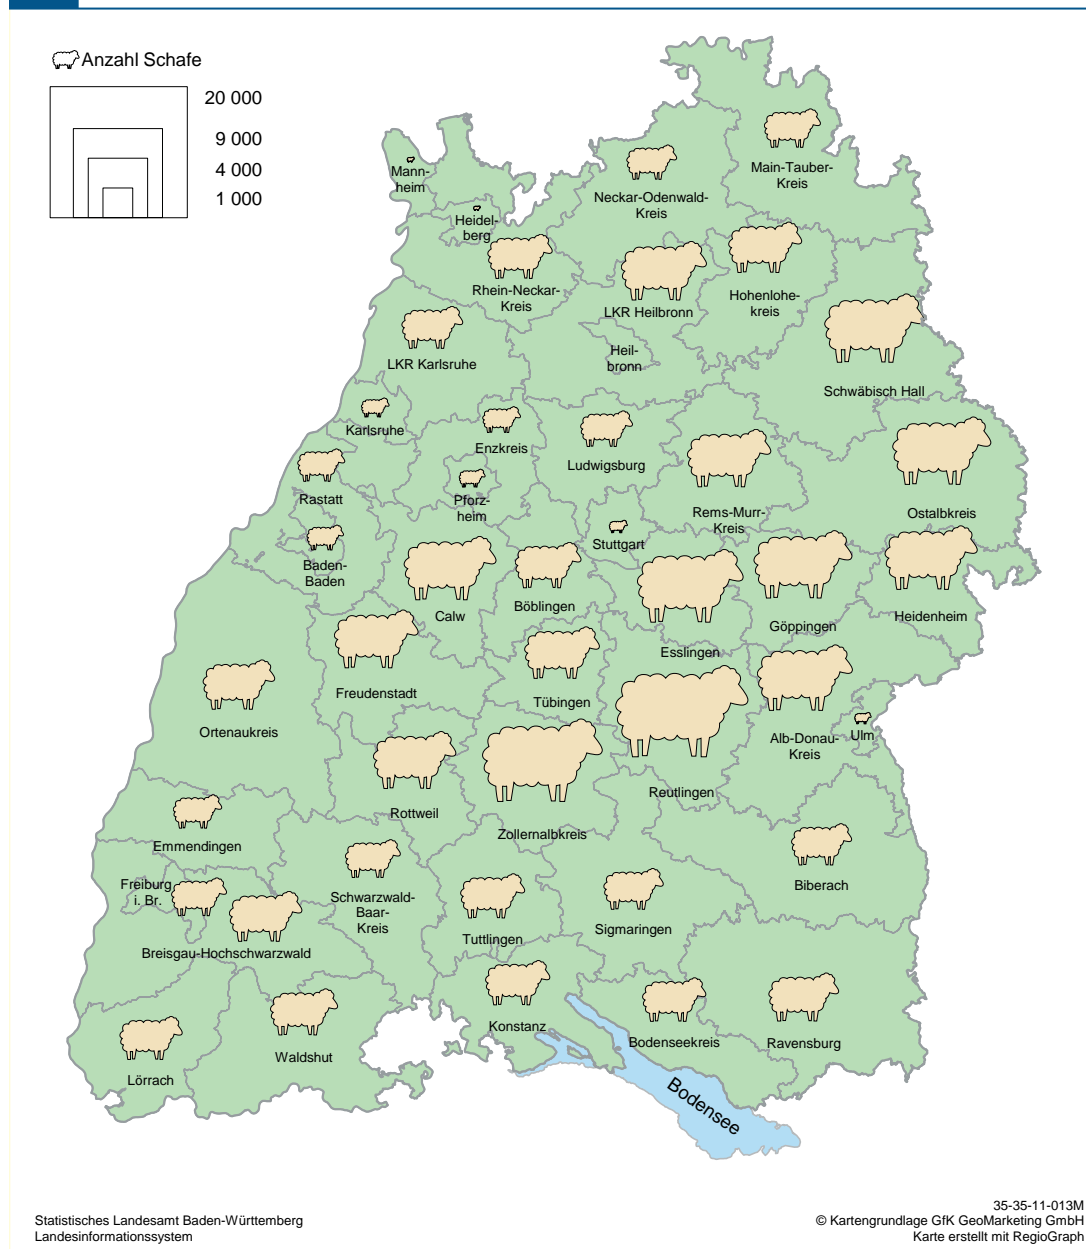 Anzahl Schafe
20 000
9 000
4 000
1 000
Mann-
heim
Heidel-
berg
Main-Tauber-
Kreis
Neckar-Odenwald-
Kreis
Rhein-Neckar-
Kreis
LKR Heilbronn
Hohenlohe-
kreis
LKR Karlsruhe
Heil-
bronn
Schwäbisch Hall
Karlsruhe
Enzkreis
Ludwigsburg
Rastatt
Pforz-
heim
Rems-Murr-
Kreis
Ostalbkreis
Stuttgart
Baden-
Baden
Calw
Böblingen
Esslingen
Göppingen
Heidenheim
Freudenstadt
Tübingen
Ortenaukreis
Alb-Donau-
Kreis
Ulm
Reutlingen
Rottweil
Zollernalbkreis
Emmendingen
Biberach
Freiburg
i. Br.
Schwarzwald-
Baar-
Kreis
Breisgau-Hochschwarzwald
Tuttlingen
Sigmaringen
Konstanz
Bodenseekreis
Ravensburg
Waldshut
Lörrach
Bodensee
35-35-11-013M
Statistisches Landesamt Baden-Württemberg
Landesinformationssystem
© Kartengrundlage GfK GeoMarketing GmbH
Karte erstellt mit RegioGraph